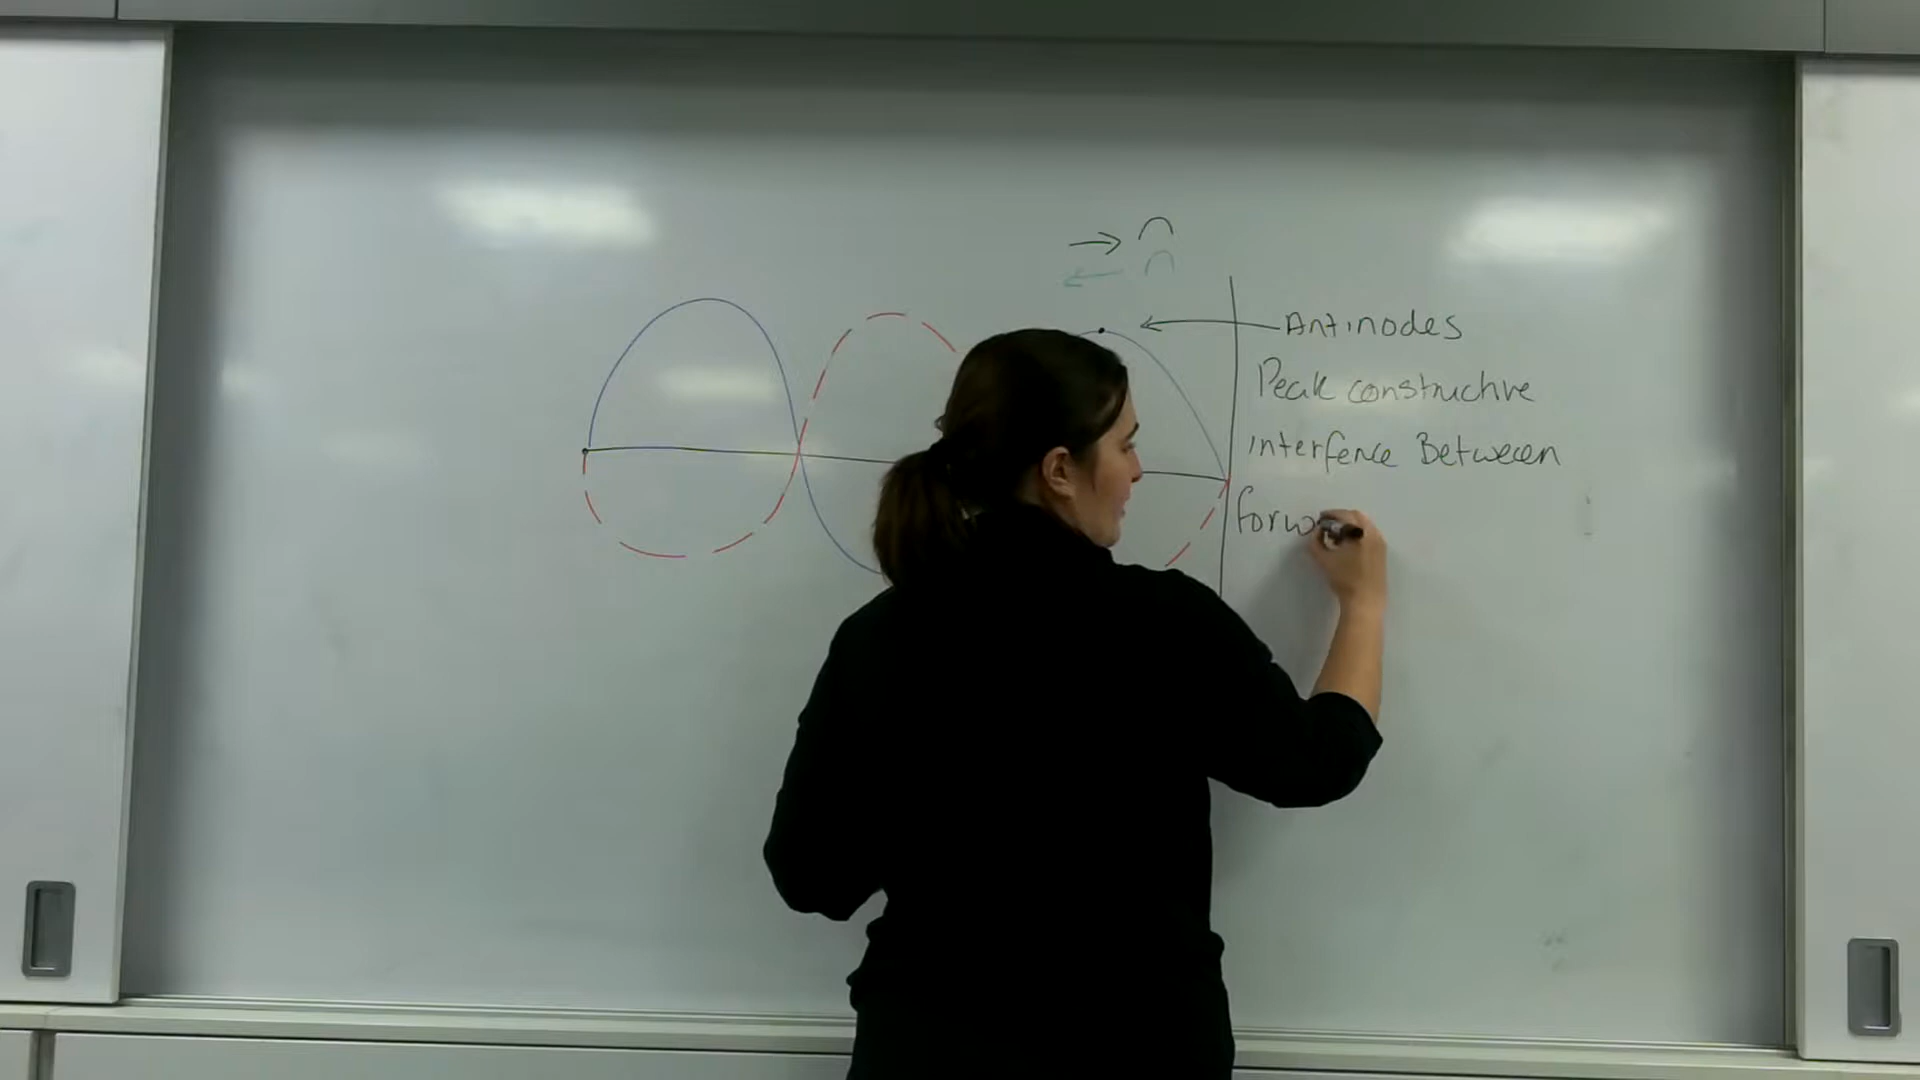 Antinodes
Peak constructive
interfence Between
forw